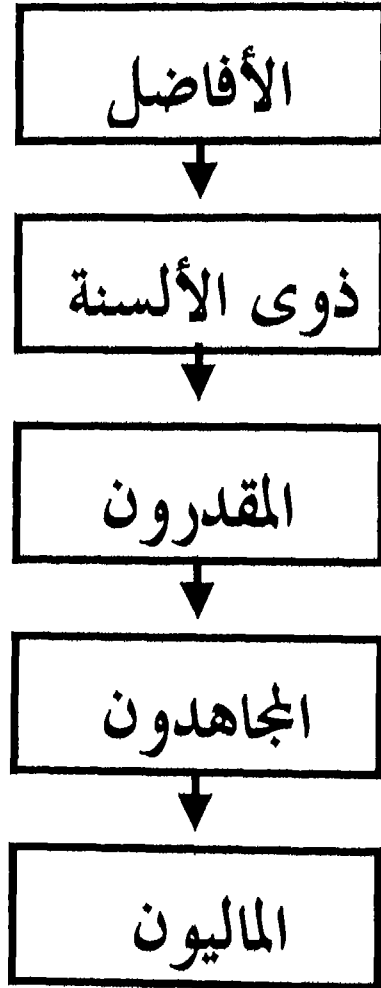 الأفاضل
ذوى الألسنة
المقدرون
المجاهدون
الماليون